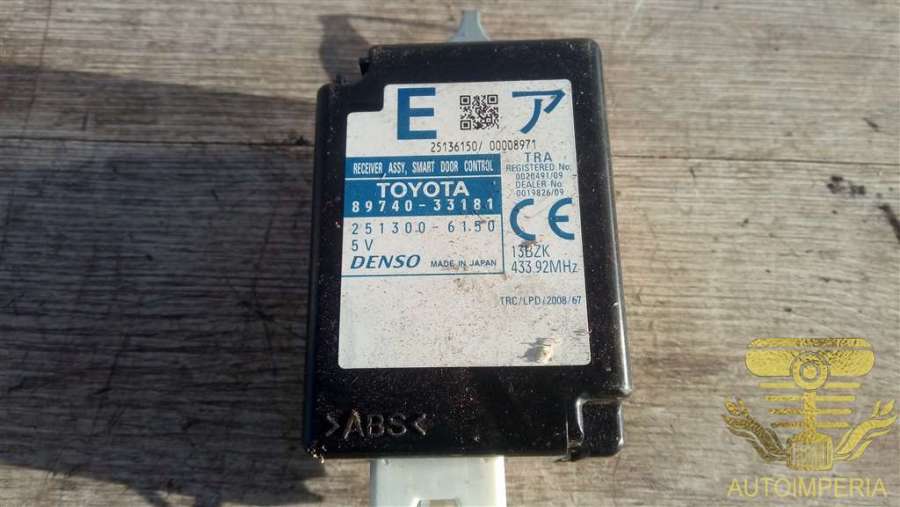 E ア
25136150/ 00008971
RECEIVER ASSY, SMART DOOR CONTROL
TOYOTA
89740-33181
251300-6150
5V
DENSO MADE IN JAPAN
TRA
REGISTERED No:
0020491/09
DEALER No:
0019826/09
CE
13BZK
433.92MHz
TRC/LPD/2008/67
>ABS<
AUTOIMPERIA